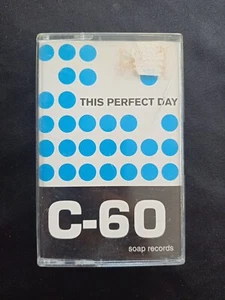 THIS PERFECT DAY
C-60
soap records